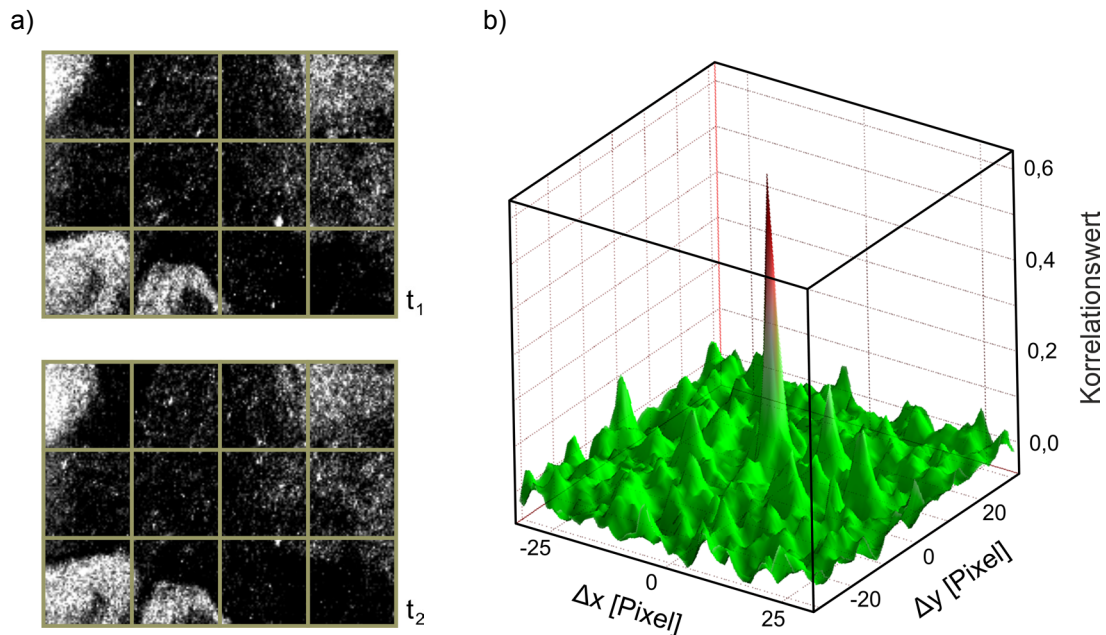 a)
t1
t2
b)
0,6
0,4
0,2
0,0
Korrelationswert
-25
0
25
Δx [Pixel]
-20
0
20
Δy [Pixel]